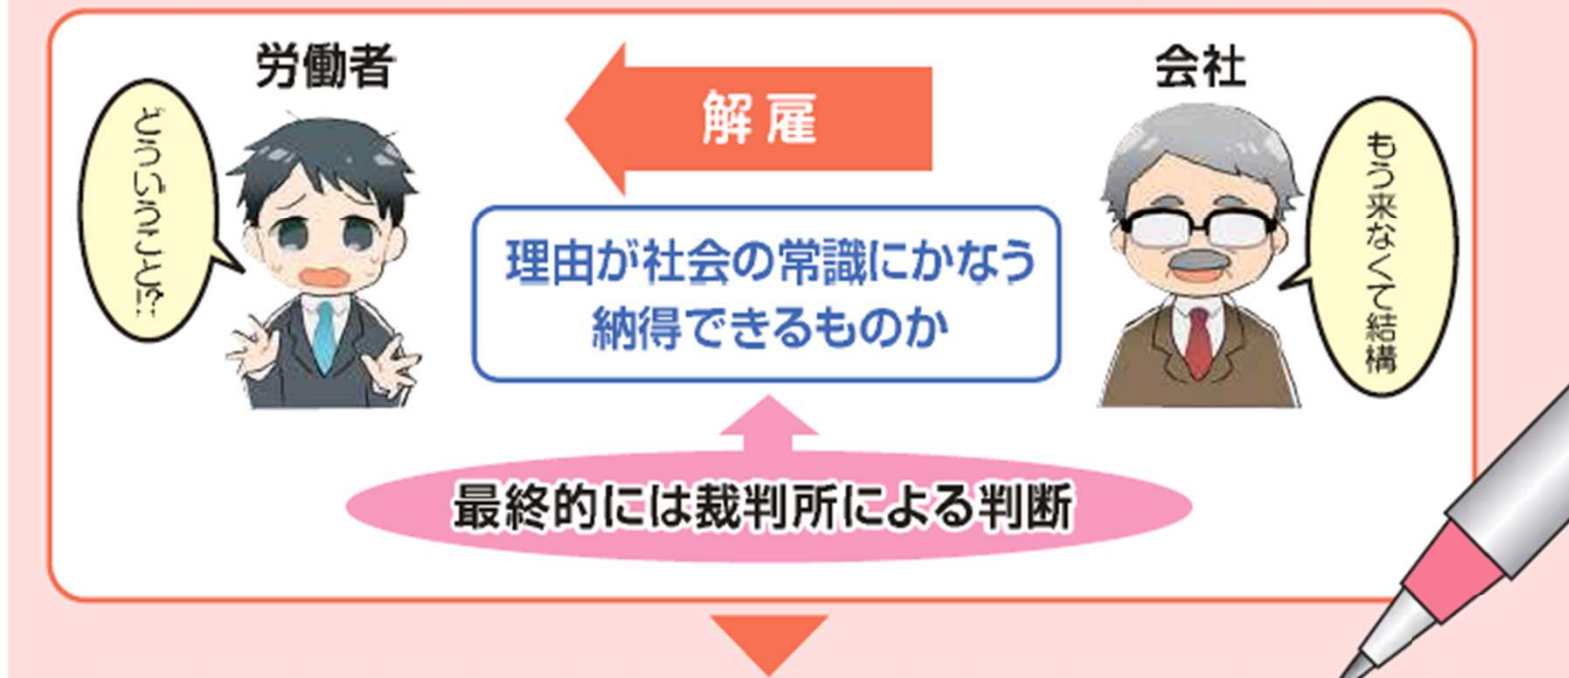 労働者
会社
解雇
どういうこと!?
もう来なくて結構
理由が社会の常識にかなう
納得できるものか
最終的には裁判所による判断